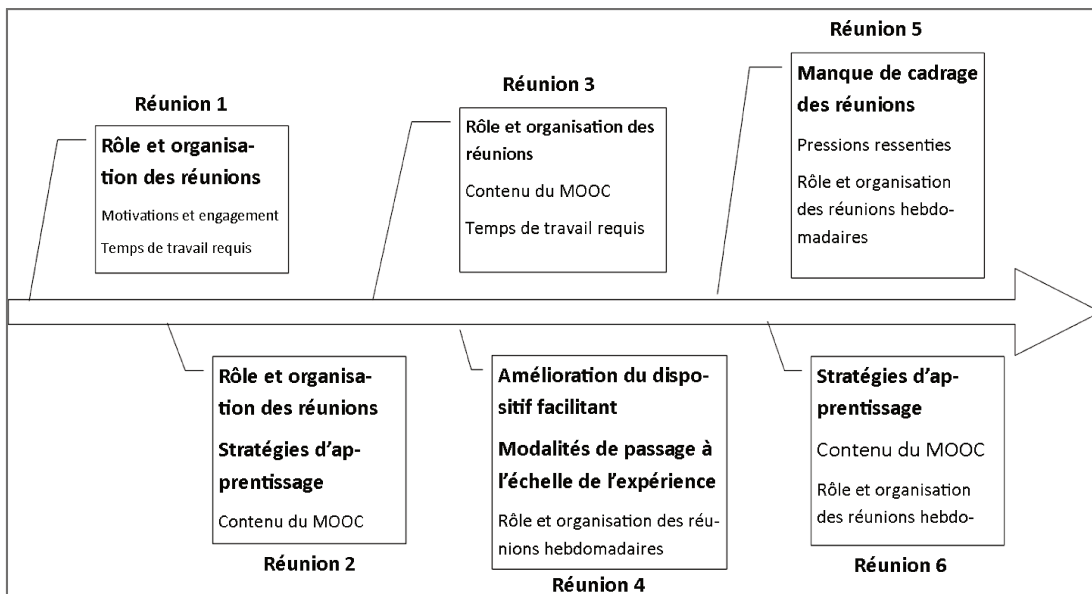 Réunion 1
Rôle et organisa-
tion des réunions
Motivations et engagement
Temps de travail requis
Réunion 3
Rôle et organisation des
réunions
Contenu du MOOC
Temps de travail requis
Réunion 5
Manque de cadrage
des réunions
Pressions ressenties
Rôle et organisation
des réunions hebdo-
madaires
Rôle et organisa-
tion des réunions
Stratégies d'ap-
prentissage
Contenu du MOOC
Réunion 2
Amélioration du dispo-
sitif facilitant
Modalités de passage à
l'échelle de l'expérience
Rôle et organisation des réu-
nions hebdomadaires
Réunion 4
Stratégies d'ap-
prentissage
Contenu du MOOC
Rôle et organisation
des réunions hebdo-
Réunion 6